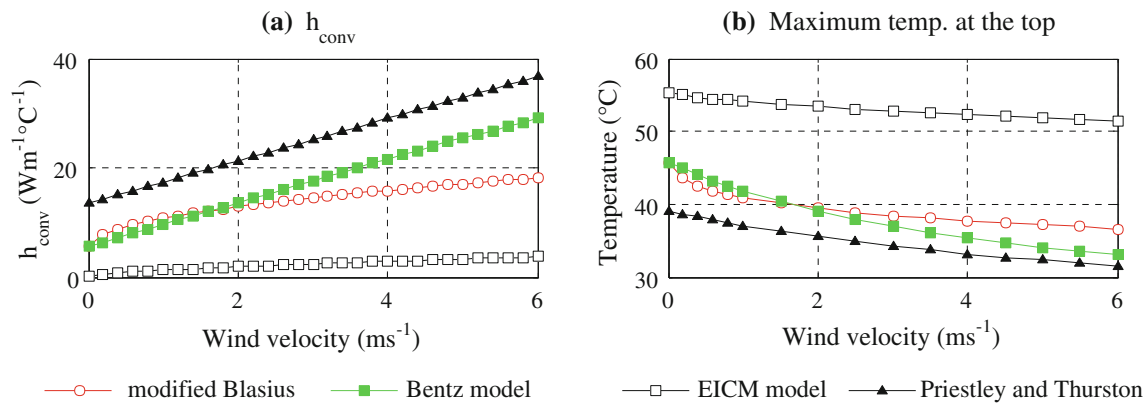 (a) h_conv
(b) Maximum temp. at the top
h_conv (Wm⁻¹°C⁻¹)
40
20
0
0 2 4 6
Wind velocity (ms⁻¹)
Temperature (°C)
60
50
40
30
0 2 4 6
Wind velocity (ms⁻¹)
modified Blasius
Bentz model
EICM model
Priestley and Thurston